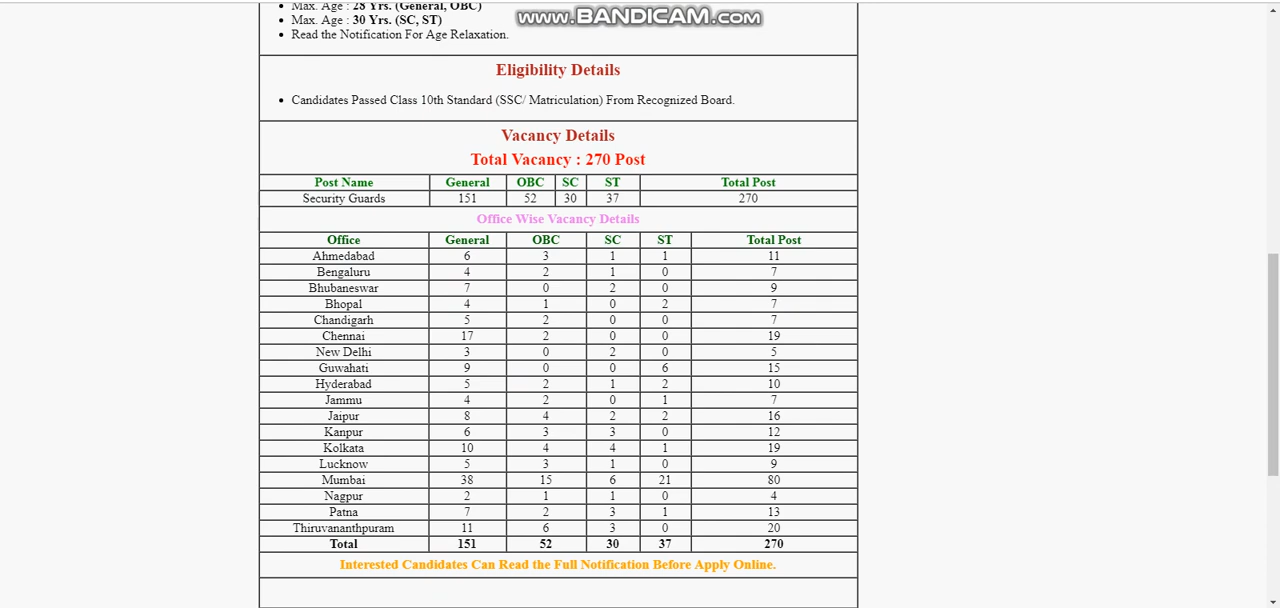 Max. Age : 28 Yrs. (General, OBC)
www.BANDICAM.com
Max. Age : 30 Yrs. (SC, ST)
Read the Notification For Age Relaxation.
Eligibility Details
Candidates Passed Class 10th Standard (SSC/ Matriculation) From Recognized Board.
Vacancy Details
Total Vacancy : 270 Post
Post Name General OBC SC ST Total Post
Security Guards 151 52 30 37 270
Office Wise Vacancy Details
Office General OBC SC ST Total Post
Ahmedabad 6 3 1 1 11
Bengaluru 4 2 1 0 7
Bhubaneswar 7 0 2 0 9
Bhopal 4 1 0 2 7
Chandigarh 5 2 0 0 7
Chennai 17 2 0 0 19
New Delhi 3 0 2 0 5
Guwahati 9 0 0 6 15
Hyderabad 5 2 1 2 10
Jammu 4 2 0 1 7
Jaipur 8 4 2 2 16
Kanpur 6 3 3 0 12
Kolkata 10 4 4 1 19
Lucknow 5 3 1 0 9
Mumbai 38 15 6 21 80
Nagpur 2 1 1 0 4
Patna 7 2 3 1 13
Thiruvananthpuram 11 6 3 0 20
Total 151 52 30 37 270
Interested Candidates Can Read the Full Notification Before Apply Online.